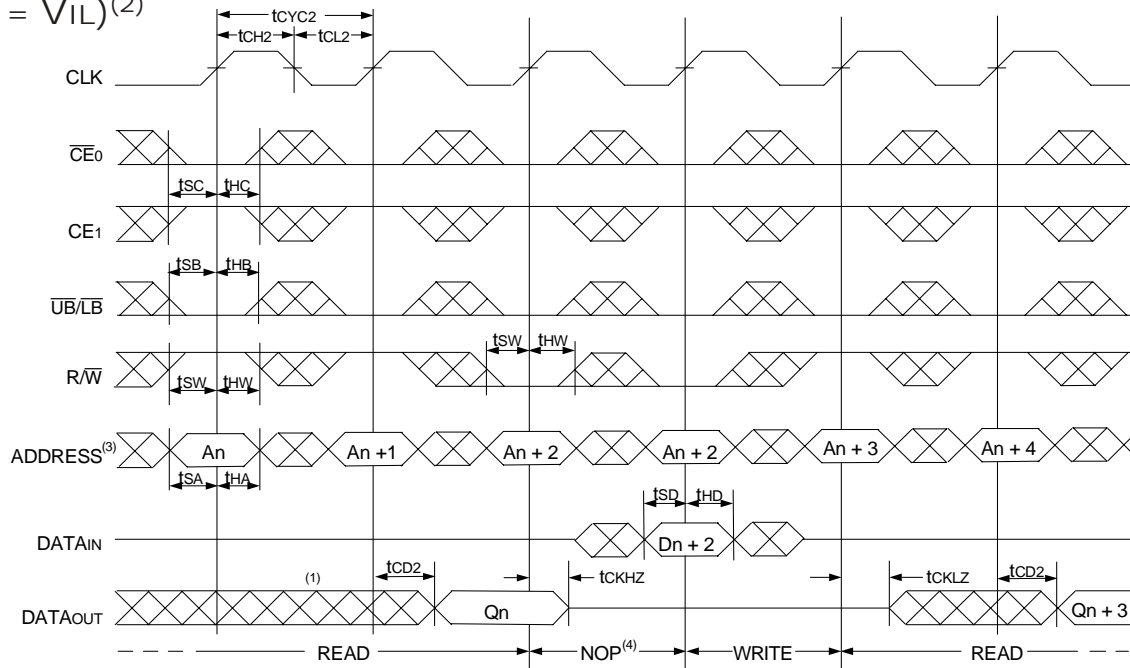 = VIL)(2)
tCYC2
tCH2 tCL2
CLK
CE0
tSC tHC
CE1
tSB tHB
UB/LB
tSW tHW
R/W
tSW tHW
ADDRESS(3) An An +1 An + 2 An + 2 An + 3 An + 4
tSA tHA
tSD tHD
DATAIN Dn + 2
(1) tCD2 tCKHZ tCKLZ tCD2
DATAOUT Qn Qn + 3
READ NOP(4) WRITE READ